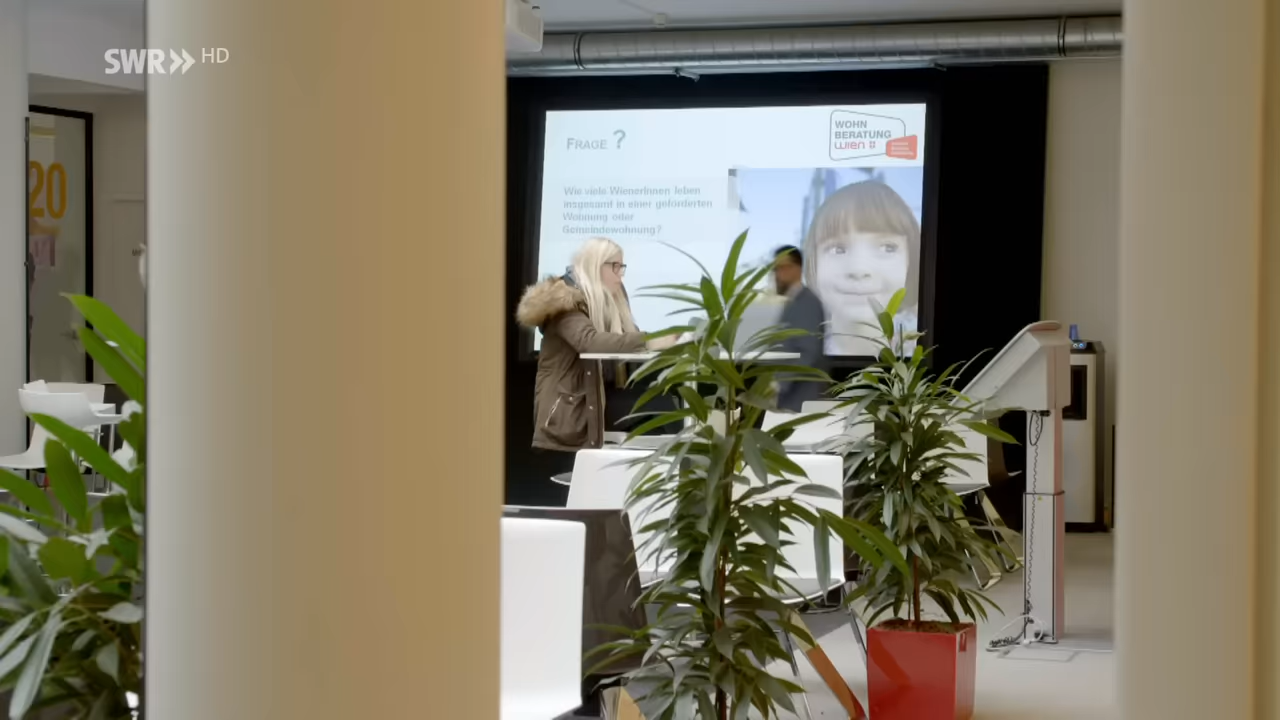 SWR» HD
20
FRAGE ?
WOHN
BERATUNG
WIEN
Wie viele WienerInnen leben
insgesamt in einer geförderten
Wohnung oder
Gemeindewohnung?